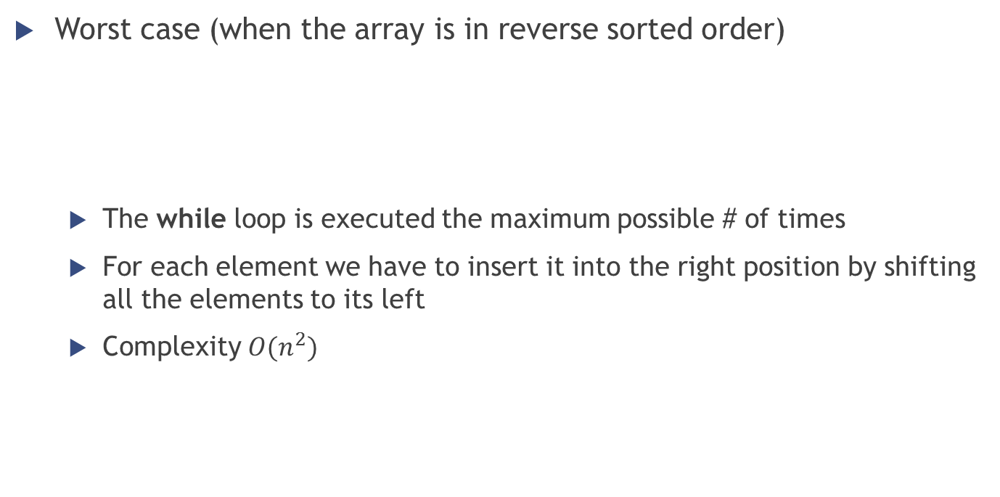 Worst case (when the array is in reverse sorted order)
The while loop is executed the maximum possible # of times
For each element we have to insert it into the right position by shifting
all the elements to its left
Complexity O(n²)